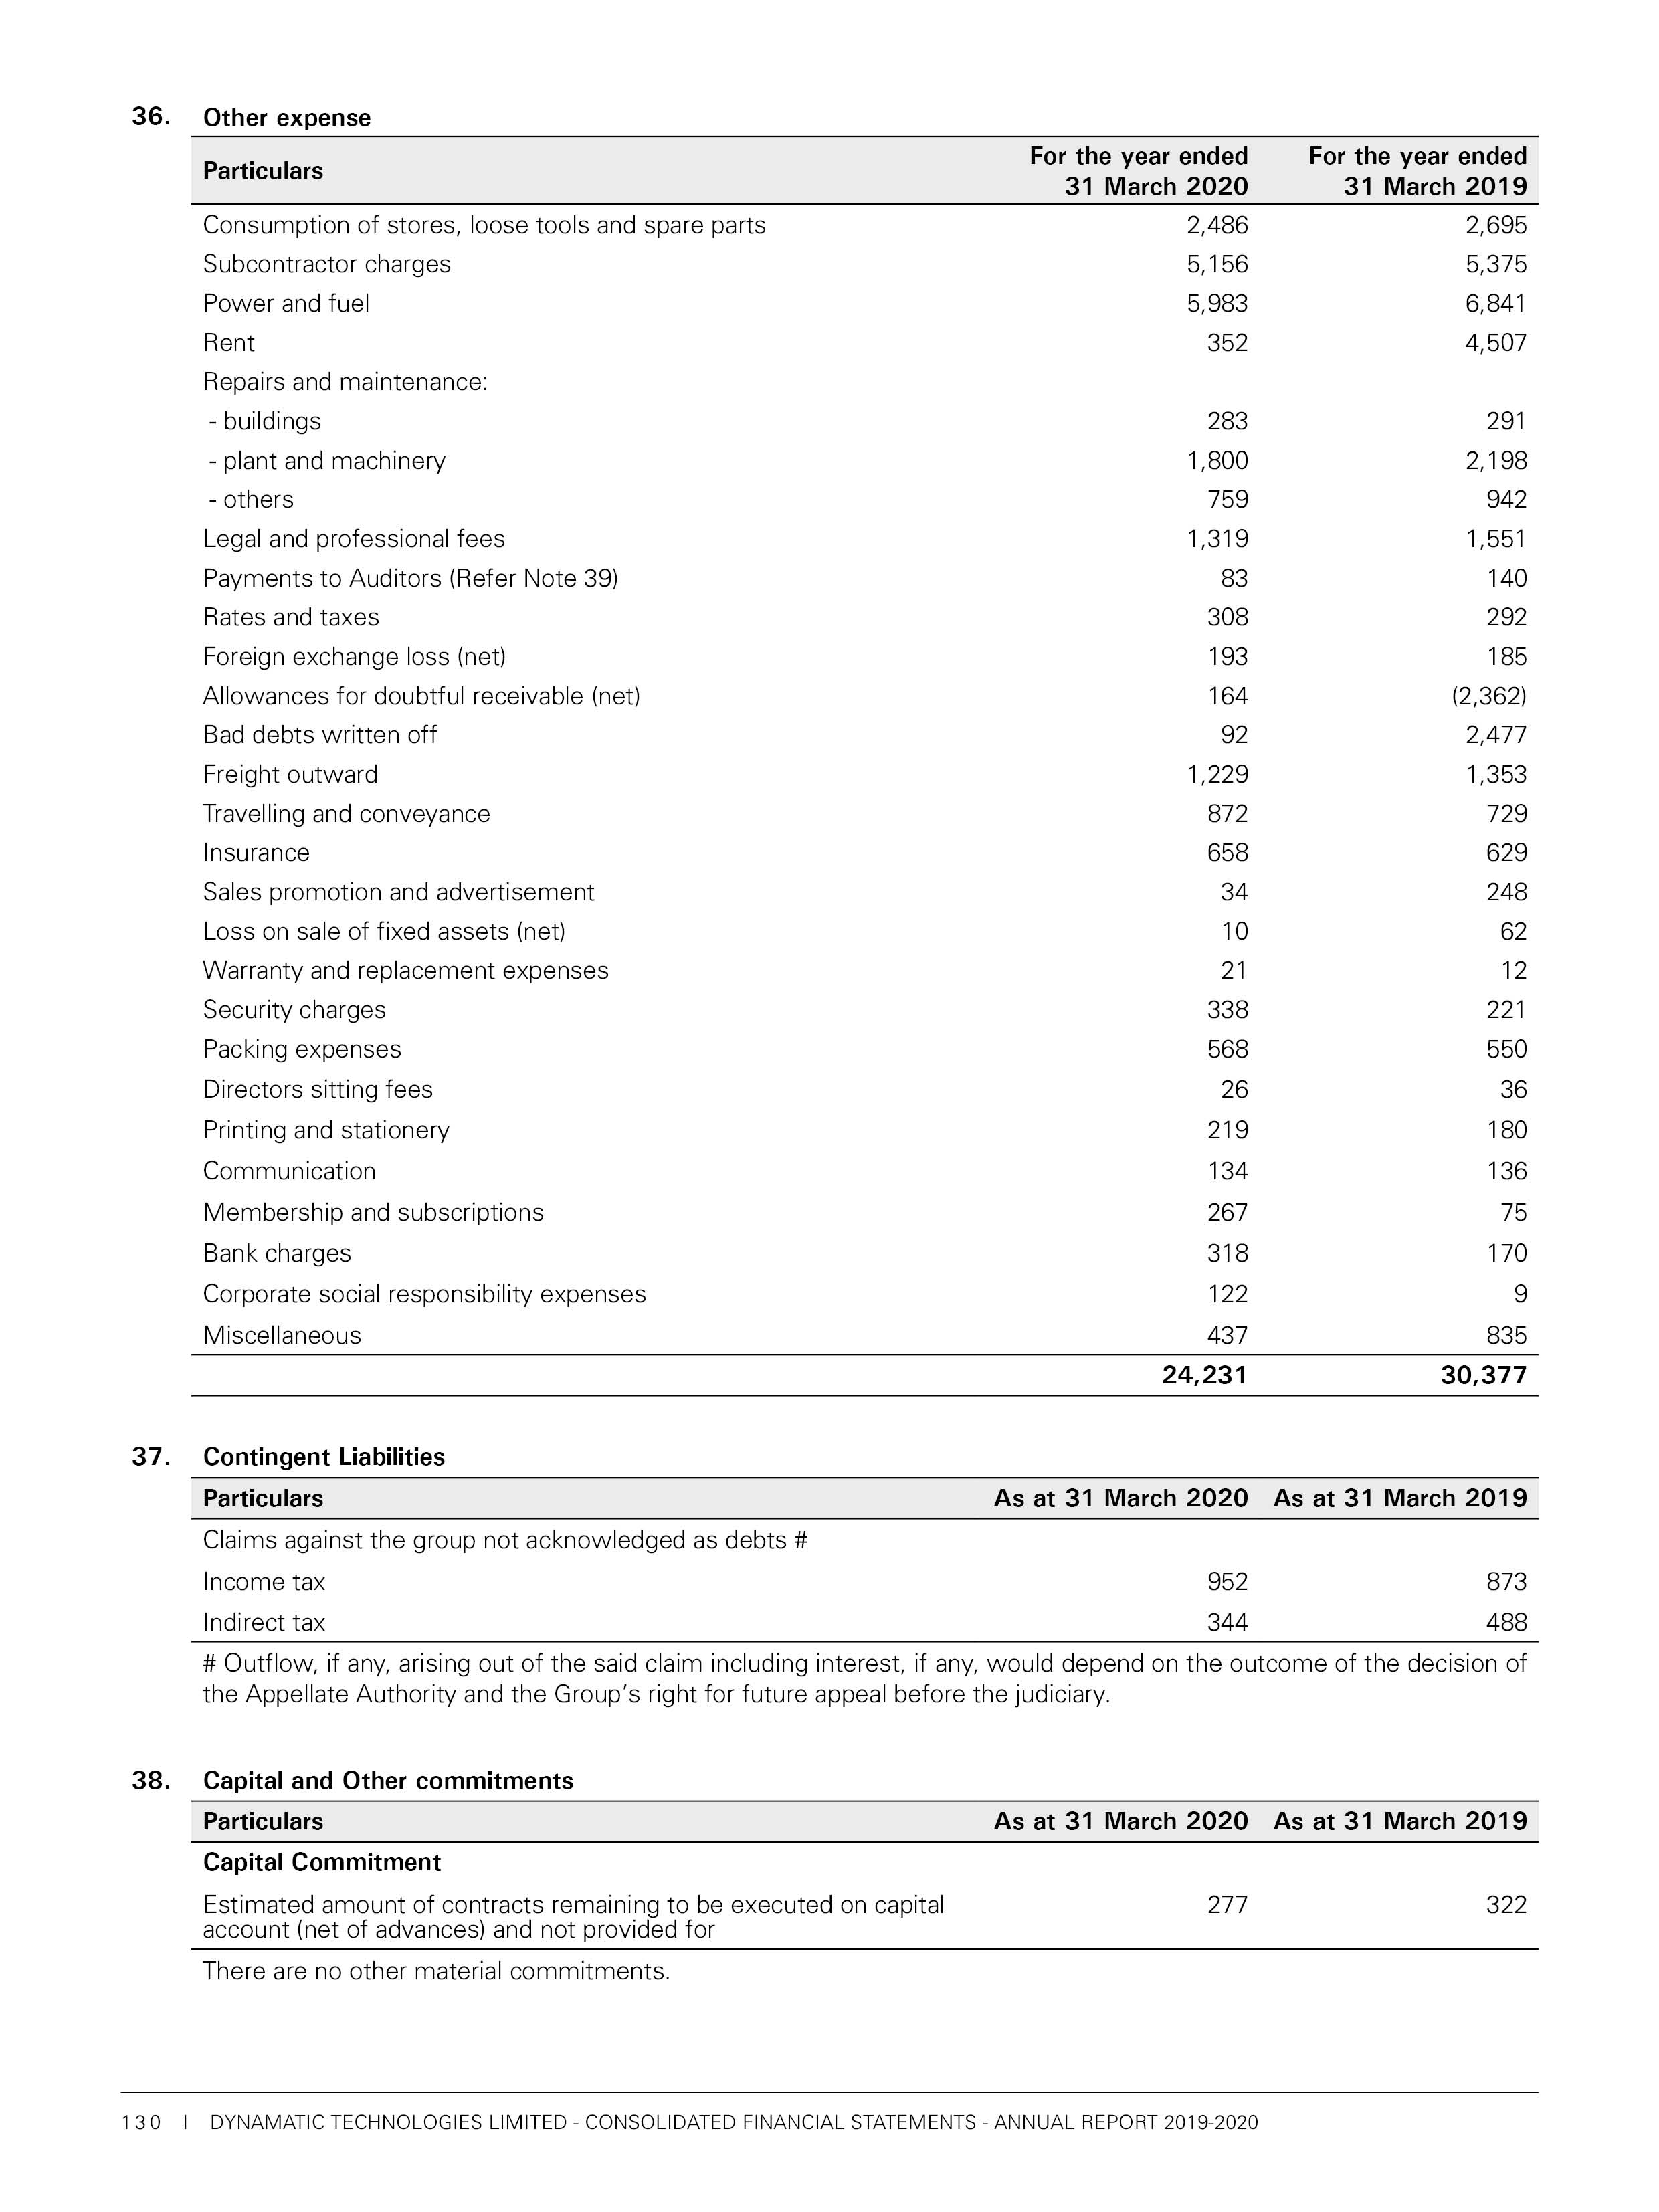 36. Other expense
Particulars For the year ended 31 March 2020 For the year ended 31 March 2019
Consumption of stores, loose tools and spare parts 2,486 2,695
Subcontractor charges 5,156 5,375
Power and fuel 5,983 6,841
Rent 352 4,507
Repairs and maintenance:
- buildings 283 291
- plant and machinery 1,800 2,198
- others 759 942
Legal and professional fees 1,319 1,551
Payments to Auditors (Refer Note 39) 83 140
Rates and taxes 308 292
Foreign exchange loss (net) 193 185
Allowances for doubtful receivable (net) 164 (2,362)
Bad debts written off 92 2,477
Freight outward 1,229 1,353
Travelling and conveyance 872 729
Insurance 658 629
Sales promotion and advertisement 34 248
Loss on sale of fixed assets (net) 10 62
Warranty and replacement expenses 21 12
Security charges 338 221
Packing expenses 568 550
Directors sitting fees 26 36
Printing and stationery 219 180
Communication 134 136
Membership and subscriptions 267 75
Bank charges 318 170
Corporate social responsibility expenses 122 9
Miscellaneous 437 835
24,231 30,377
37. Contingent Liabilities
Particulars As at 31 March 2020 As at 31 March 2019
Claims against the group not acknowledged as debts #
Income tax 952 873
Indirect tax 344 488
# Outflow, if any, arising out of the said claim including interest, if any, would depend on the outcome of the decision of
the Appellate Authority and the Group's right for future appeal before the judiciary.
38. Capital and Other commitments
Particulars As at 31 March 2020 As at 31 March 2019
Capital Commitment
Estimated amount of contracts remaining to be executed on capital 277 322
account (net of advances) and not provided for
There are no other material commitments.
130 I DYNAMATIC TECHNOLOGIES LIMITED - CONSOLIDATED FINANCIAL STATEMENTS - ANNUAL REPORT 2019-2020